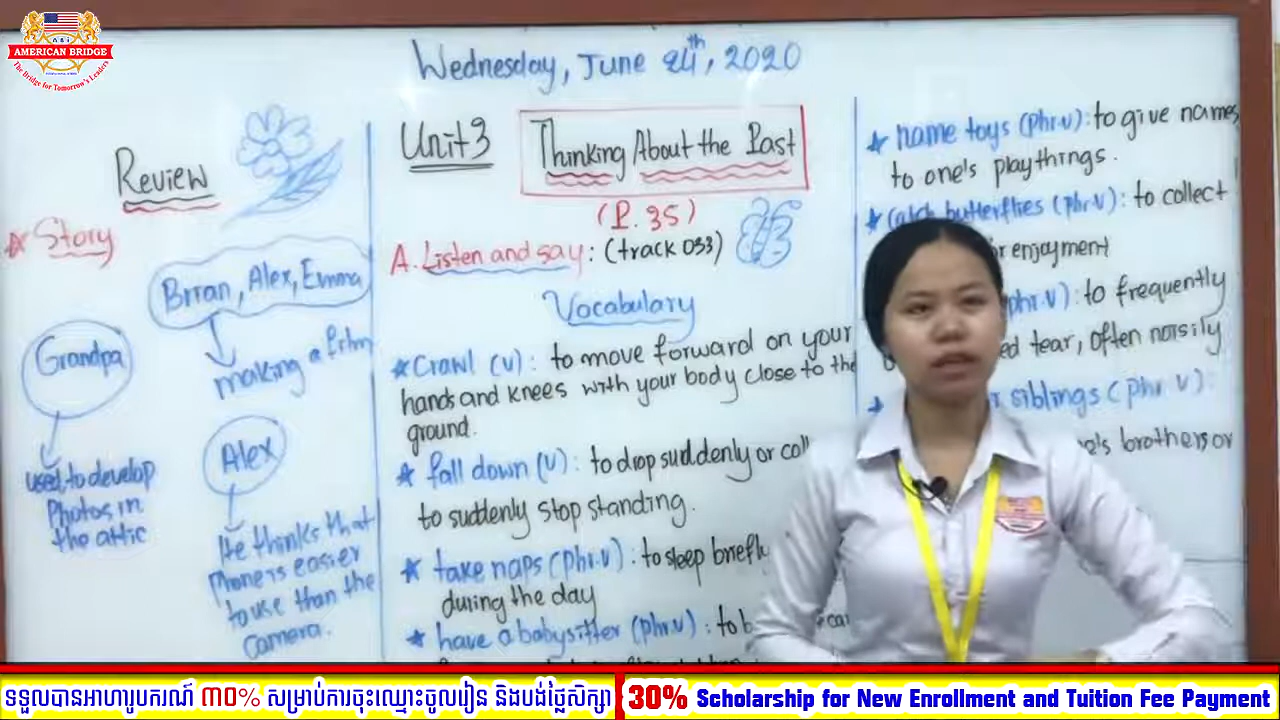 A B i
AMERICAN BRIDGE
The Bridge for Tomorrow's Leaders
Wednesday, June 24th, 2020
Review
Story
Brian, Alex, Emma
making a film
Grandpa
used to develop
Photos in
the attic
Alex
He thinks that
Phone is easier
to use than the
camera.
Unit 3
Thinking About the Past
(P. 35)
A. Listen and say: (track 033)
Vocabulary
★ Crawl (v): to move forward on your
hands and knees with your body close to the
ground.
★ fall down (v): to drop suddenly or coll
to suddenly stop standing.
★ take naps (phr.v): to sleep briefly
during the day
★ have a babysitter (phr.v): to b
★ name toys (phr.v): to give names
to one's playthings.
★ catch butterflies (phr.v): to collect
enjoyment
phr.v): to frequently
ed tear, often noisily
siblings (phr.v):
brothers or
ទទួលបានអាហារូបករណ៍ ៣០% សម្រាប់ការចុះឈ្មោះចូលរៀន និងបង់ថ្លៃសិក្សា
30% Scholarship for New Enrollment and Tuition Fee Payment